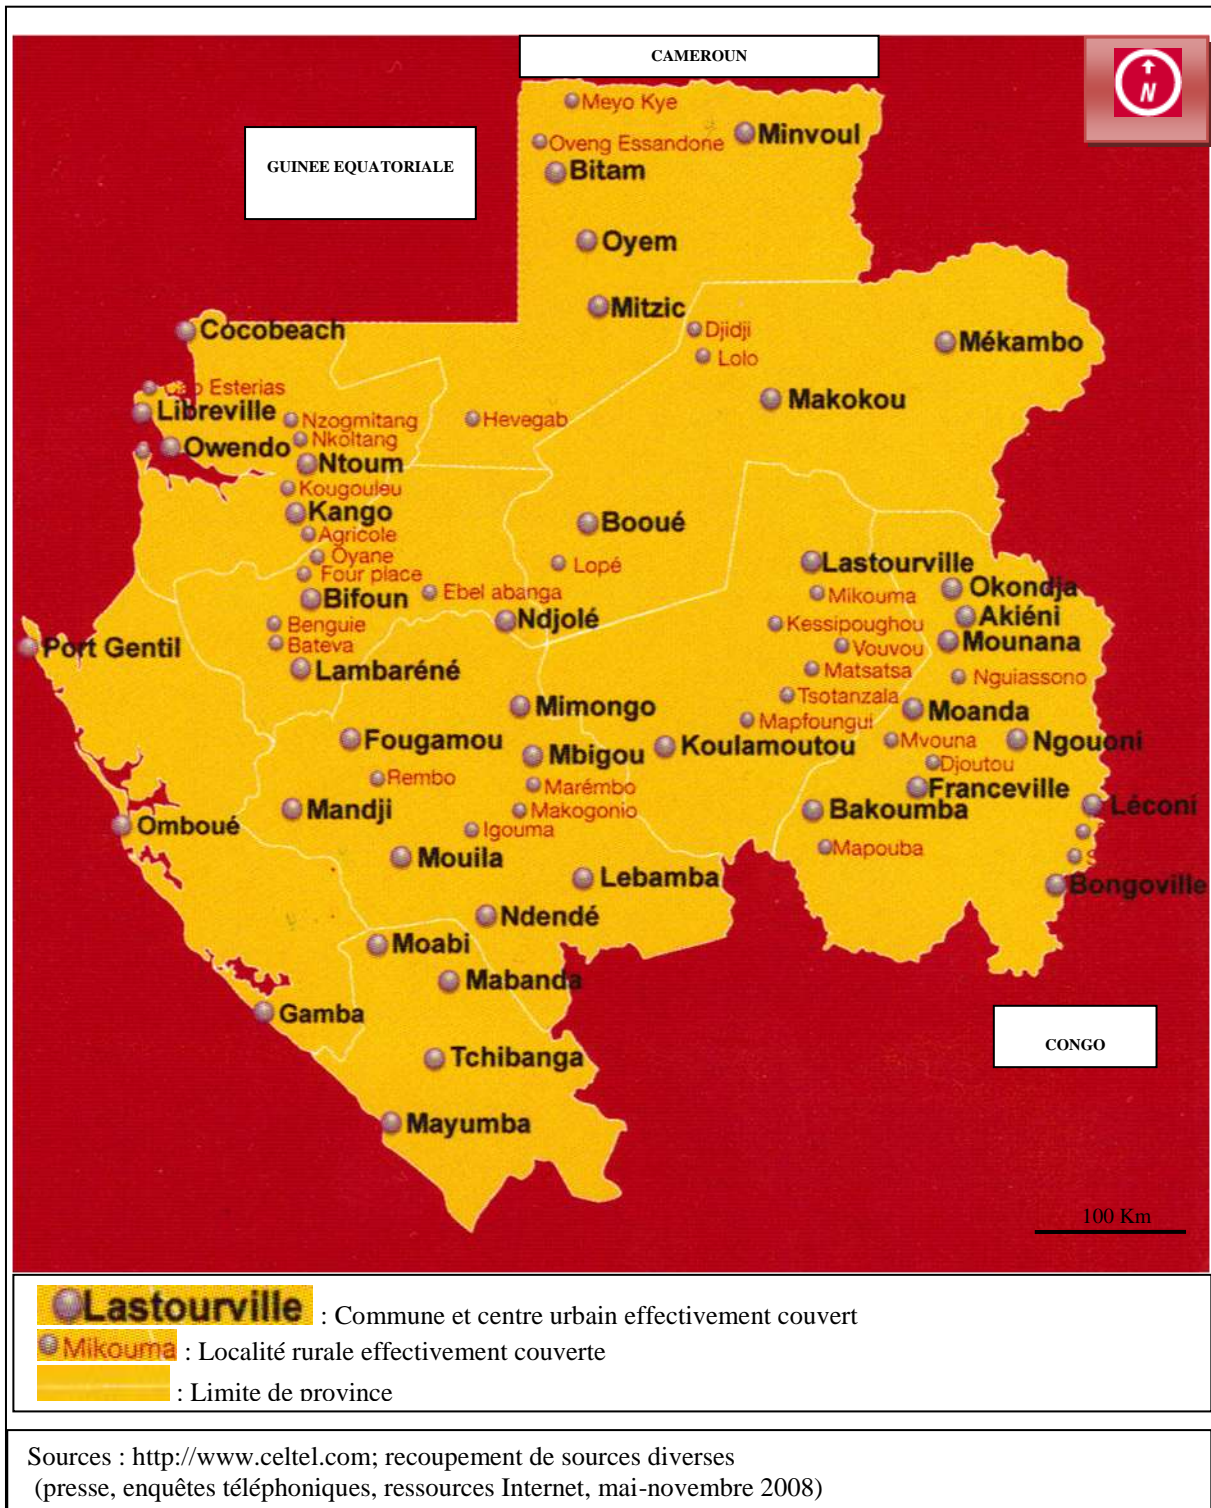 CAMEROUN
N
GUINEE EQUATORIALE
Meyo Kye
Minvoul
Oveng Essandone
Bitam
Oyem
Mitzic
Djidji
Cocobeach
Mékambo
Lolo
Cap Esterias
Makokou
Libreville
Nzogmitang
Hevegab
Nkoltang
Owendo
Ntoum
Kougouleu
Kango
Booué
Agricole
Oyane
Lopé
Lastourville
Four place
Okondja
Ebel abanga
Mikouma
Bifoun
Akiéni
Ndjolé
Benguie
Kessipoughou
Mounana
Bateva
Vouvou
Port Gentil
Lambaréné
Matsatsa
Nguiassono
Tsotanzala
Mimongo
Moanda
Mapfoungui
Fougamou
Koulamoutou
Mvouna
Ngouoni
Mbigou
Djoutou
Rembo
Marémbo
Franceville
Mandji
Makogonio
Bakoumba
Léconi
Omboué
Igouma
Mapouba
Mouila
S
Lebamba
Bongoville
Ndendé
Moabi
Mabanda
Gamba
CONGO
Tchibanga
Mayumba
100 Km
Lastourville : Commune et centre urbain effectivement couvert
Mikouma : Localité rurale effectivement couverte
: Limite de province
Sources : http://www.celtel.com; recoupement de sources diverses
(presse, enquêtes téléphoniques, ressources Internet, mai-novembre 2008)